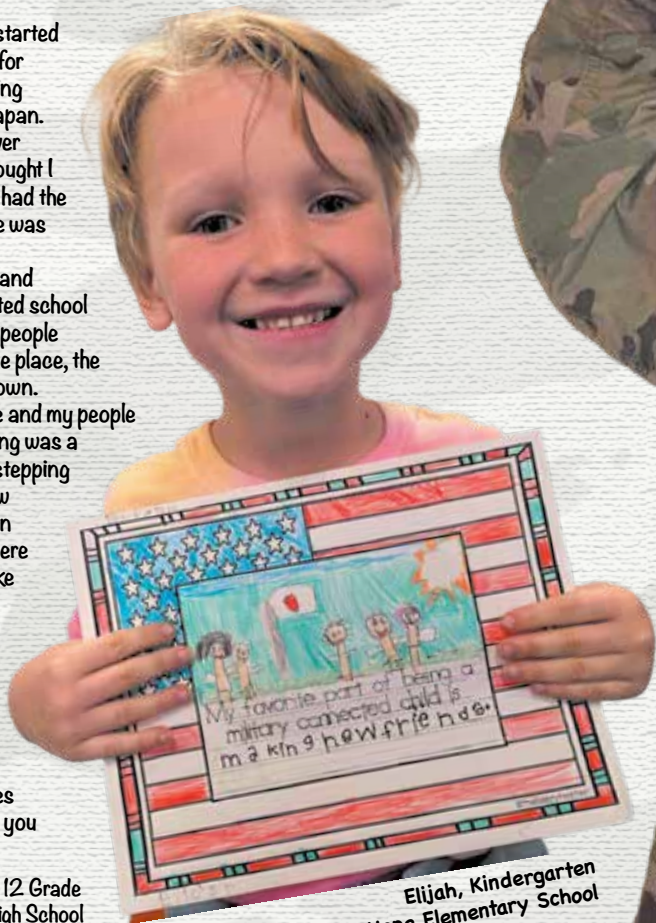 started
for
ng
apan.
ver
ought I
had the
e was
and
ted school
people
e place, the
own.
e and my people
ng was a
stepping
w
n
ere
ke
es
you
12 Grade
igh School
My favorite part of being a
military connected child is
making new friends.
Elijah, Kindergarten
Elementary School